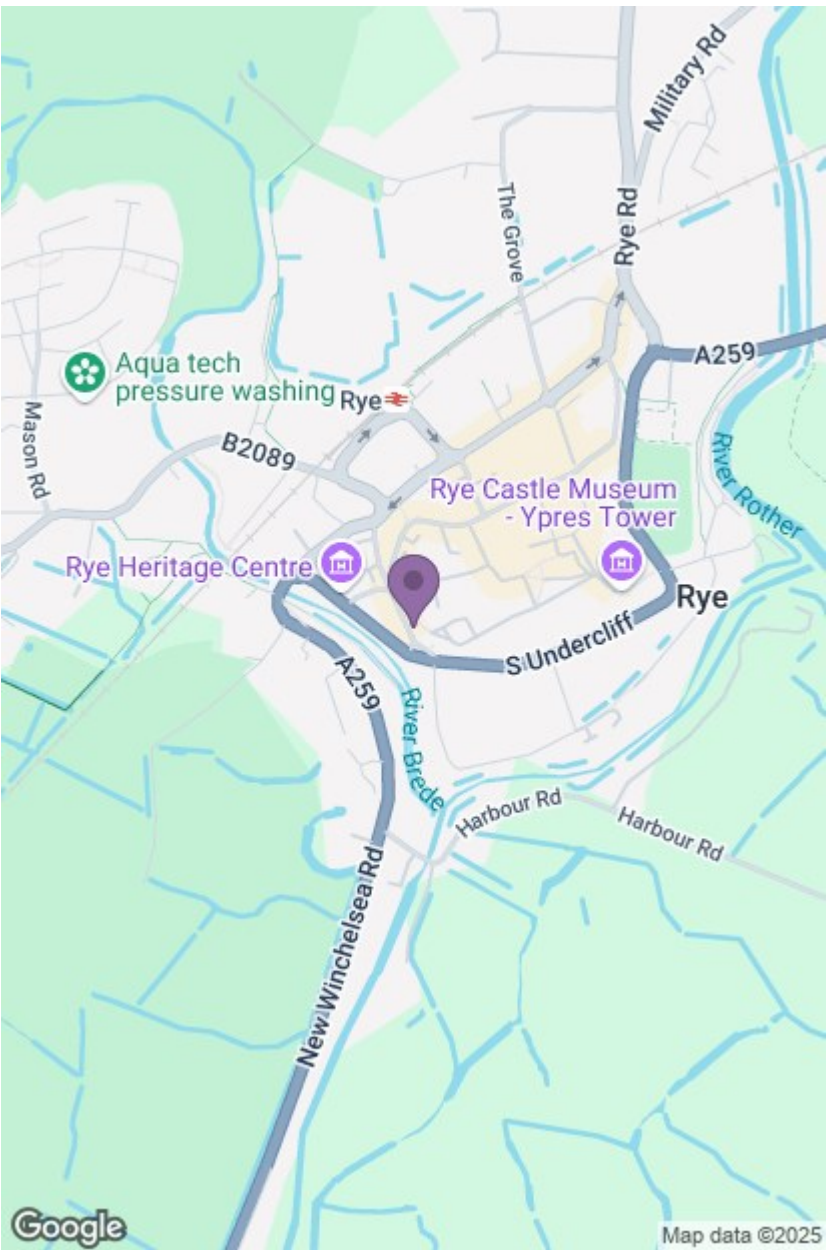 Military Rd
The Grove
Rye Rd
A259
Aqua tech
pressure washing
Rye
Mason Rd
B2089
River Rother
Rye Castle Museum
- Ypres Tower
Rye Heritage Centre
Rye
S Undercliff
A259
River Brede
Harbour Rd
Harbour Rd
New Winchelsea Rd
Google
Map data ©2025